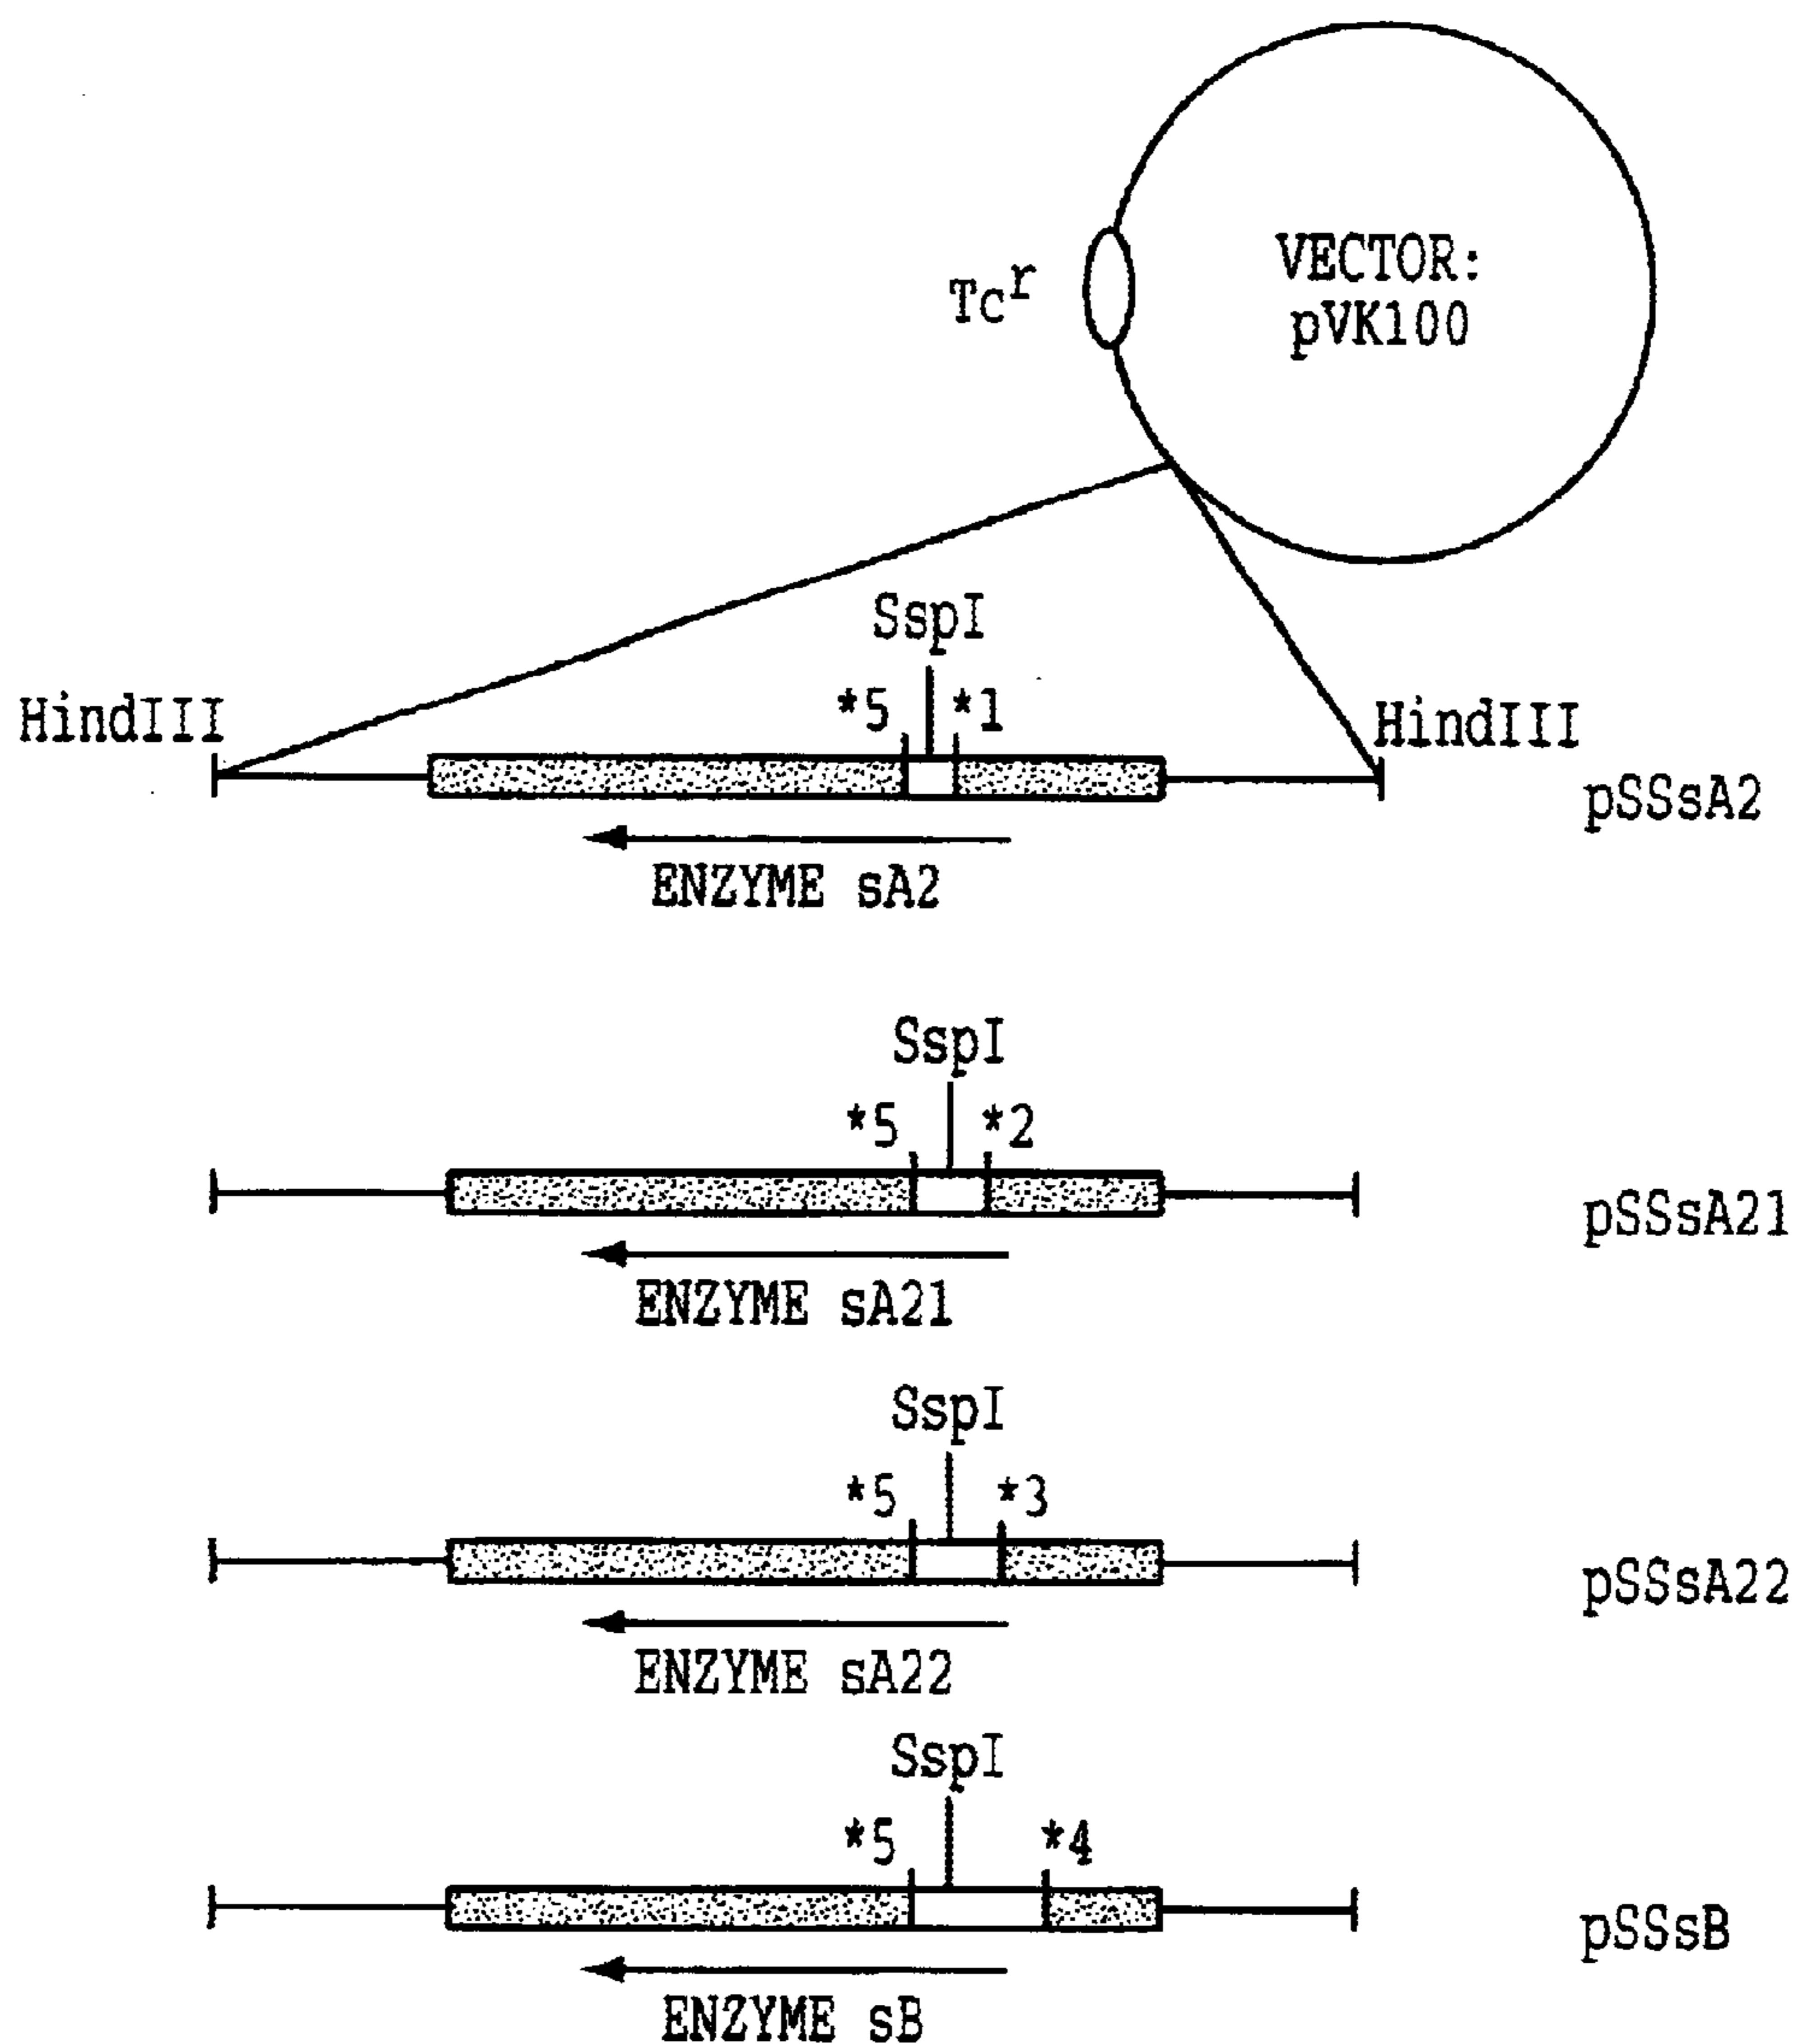 VECTOR:
pVK100
Tcr
SspI
*5 *1
HindIII HindIII
pSSsA2
ENZYME sA2
SspI
*5 *2
pSSsA21
ENZYME sA21
SspI
*5 *3
pSSsA22
ENZYME sA22
SspI
*5 *4
pSSsB
ENZYME sB